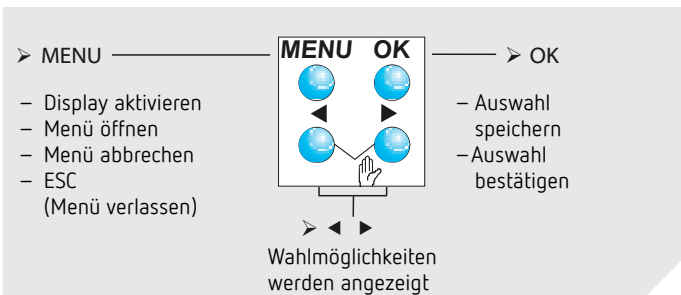 ➢ MENU
– Display aktivieren
– Menü öffnen
– Menü abbrechen
– ESC
(Menü verlassen)
MENU OK
◀ ▶
➢ ◀ ▶
Wahlmöglichkeiten
werden angezeigt
➢ OK
– Auswahl
speichern
– Auswahl
bestätigen